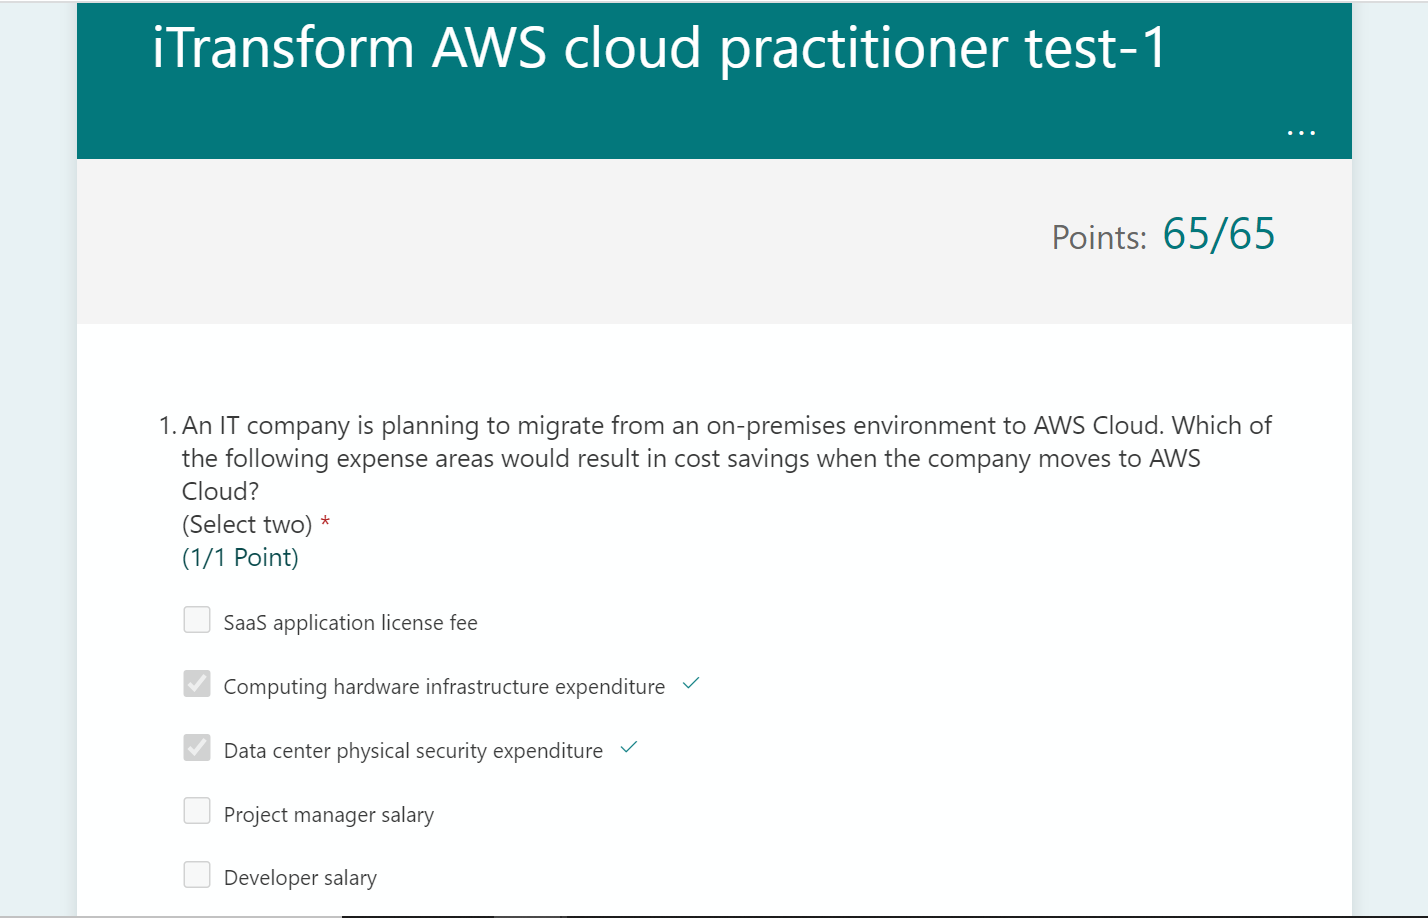 iTransform AWS cloud practitioner test-1
...
Points: 65/65
1. An IT company is planning to migrate from an on-premises environment to AWS Cloud. Which of
the following expense areas would result in cost savings when the company moves to AWS
Cloud?
(Select two) *
(1/1 Point)
SaaS application license fee
Computing hardware infrastructure expenditure
Data center physical security expenditure
Project manager salary
Developer salary